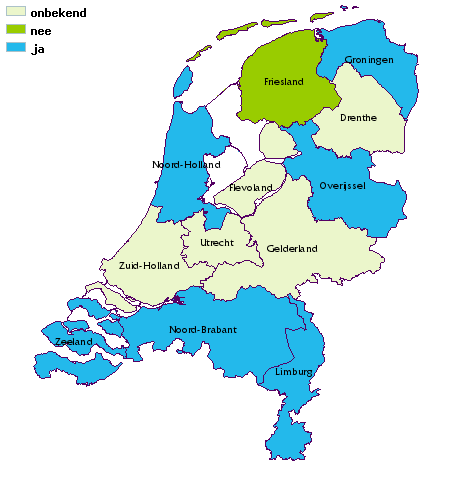 onbekend
nee
ja
Groningen
Friesland
Drenthe
Noord-Holland
Flevoland
Overijssel
Utrecht
Gelderland
Zuid-Holland
Noord-Brabant
Zeeland
Limburg